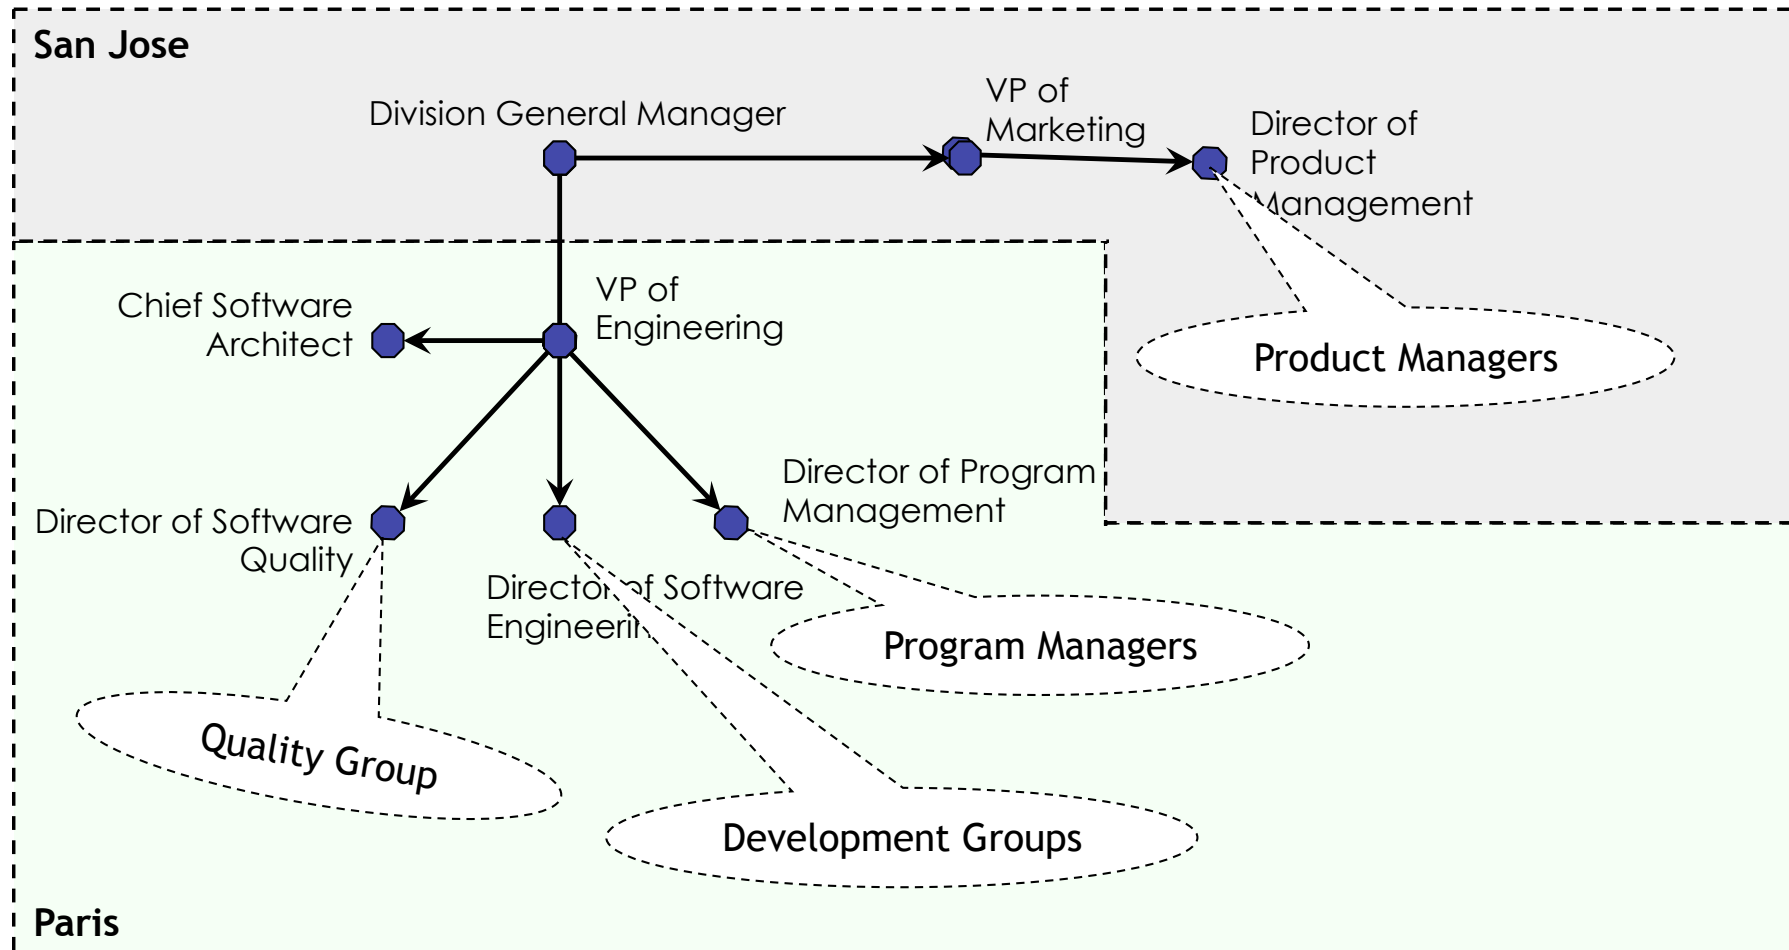 San Jose
Division General Manager
VP of
Marketing
Director of
Product
Management
Chief Software
Architect
VP of
Engineering
Product Managers
Director of Program
Management
Director of Software
Quality
Director of Software
Engineerin
Program Managers
Quality Group
Development Groups
Paris